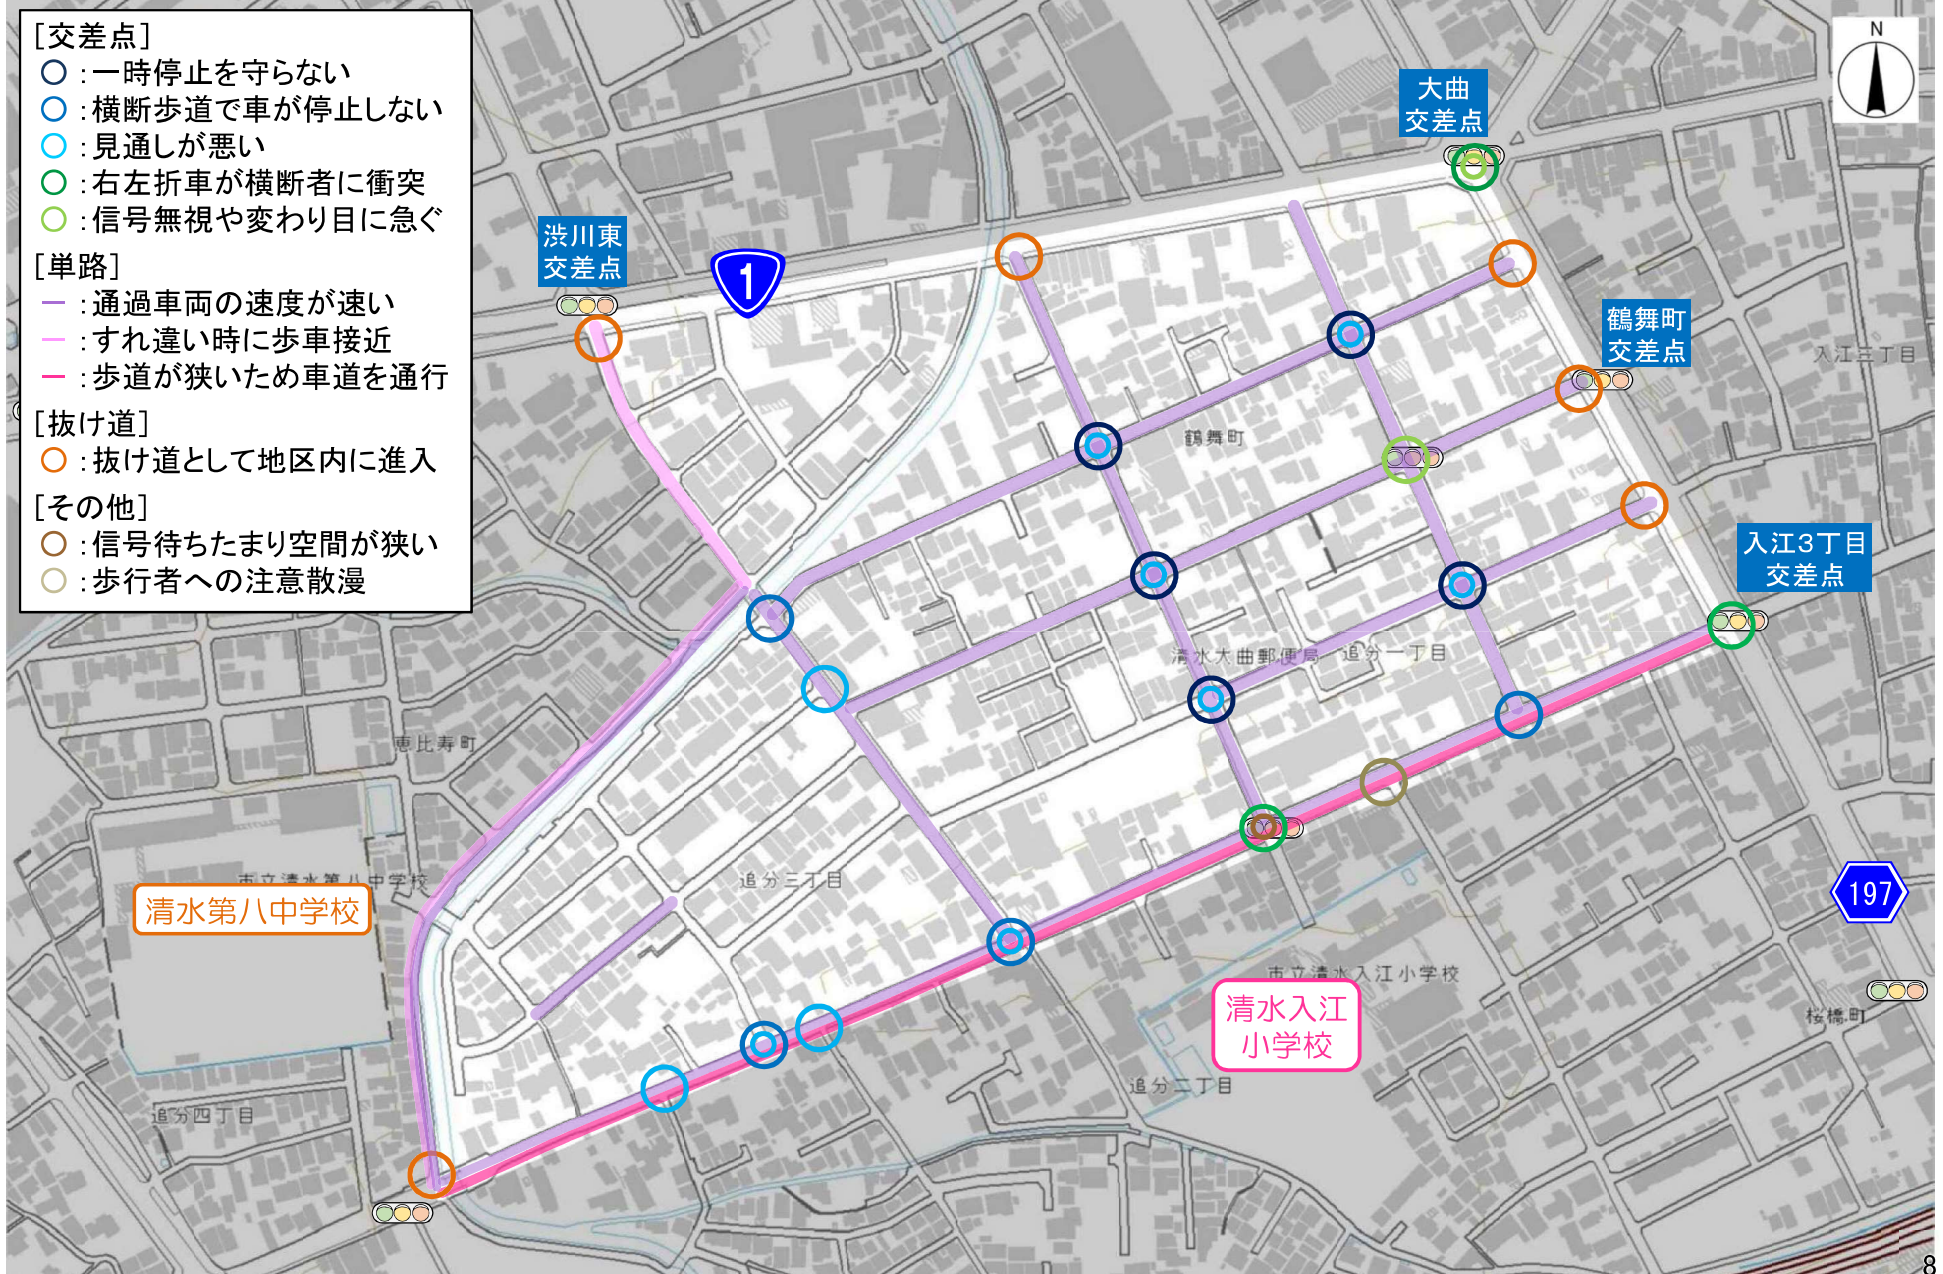 [交差点]
○:一時停止を守らない
○:横断歩道で車が停止しない
○:見通しが悪い
○:右左折車が横断者に衝突
○:信号無視や変わり目に急ぐ
[単路]
―:通過車両の速度が速い
―:すれ違い時に歩車接近
―:歩道が狭いため車道を通行
[抜け道]
○:抜け道として地区内に進入
[その他]
○:信号待ちたまり空間が狭い
○:歩行者への注意散漫
N
大曲
交差点
渋川東
交差点
1
鶴舞町
交差点
入江三丁目
鶴舞町
入江3丁目
交差点
清水大曲郵便局
追分一丁目
恵比寿町
追分三丁目
市立清水第八中学校
清水第八中学校
197
市立清水入江小学校
清水入江
小学校
桜橋町
追分二丁目
追分四丁目
8